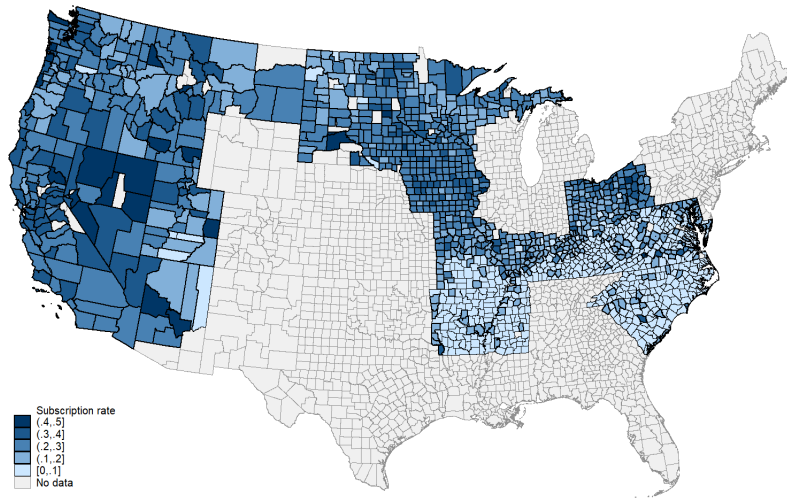 Subscription rate
(.4,.5]
(.3,.4]
(.2,.3]
(.1,.2]
[0,.1]
No data